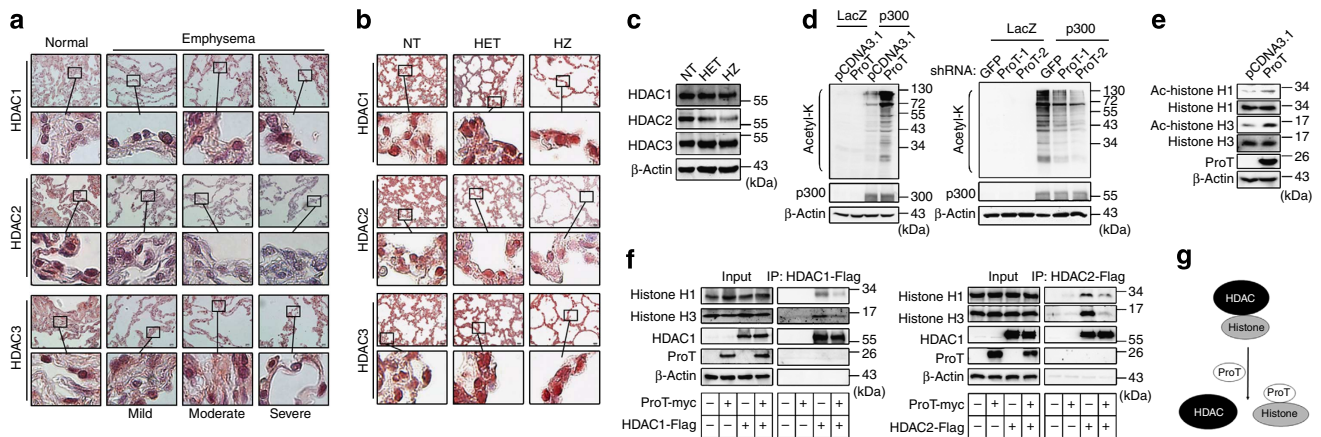 a
Normal
Emphysema
HDAC1
HDAC2
HDAC3
Mild
Moderate
Severe
b
NT
HET
HZ
HDAC1
HDAC2
HDAC3
c
NT
HET
HZ
HDAC1
55
HDAC2
55
HDAC3
55
β-Actin
43
(kDa)
d
LacZ
p300
pCDNA3.1
ProT
pCDNA3.1
ProT
Acetyl-K
130
72
55
43
34
p300
300
β-Actin
43
(kDa)
LacZ
p300
shRNA:
GFP
ProT-1
ProT-2
GFP
ProT-1
ProT-2
Acetyl-K
130
72
55
43
34
p300
55
β-Actin
43
(kDa)
e
pCDNA3.1
ProT
Ac-histone H1
34
Histone H1
34
Ac-histone H3
17
Histone H3
17
ProT
26
β-Actin
43
(kDa)
f
Input
IP: HDAC1-Flag
Histone H1
34
Histone H3
17
HDAC1
55
ProT
26
β-Actin
43
(kDa)
ProT-myc – + – + – + – +
HDAC1-Flag – – + + – – + +
Input
IP: HDAC2-Flag
Histone H1
34
Histone H3
17
HDAC1
55
ProT
26
β-Actin
43
(kDa)
ProT-myc – + – + – + – +
HDAC2-Flag – – + + – – + +
g
HDAC
Histone
ProT
HDAC
ProT
Histone